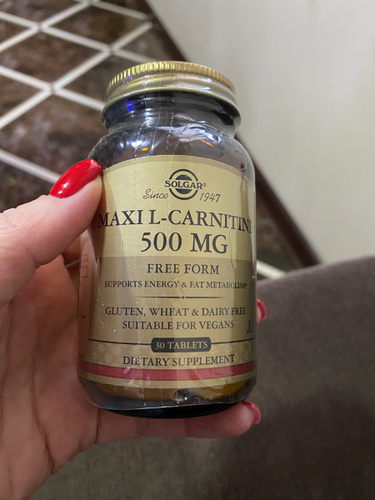 SOLGAR®
Since 1947
MAXI L-CARNITINE
500 MG
FREE FORM
SUPPORTS ENERGY & FAT METABOLISM*
GLUTEN, WHEAT & DAIRY FREE
SUITABLE FOR VEGANS
30 TABLETS
DIETARY SUPPLEMENT